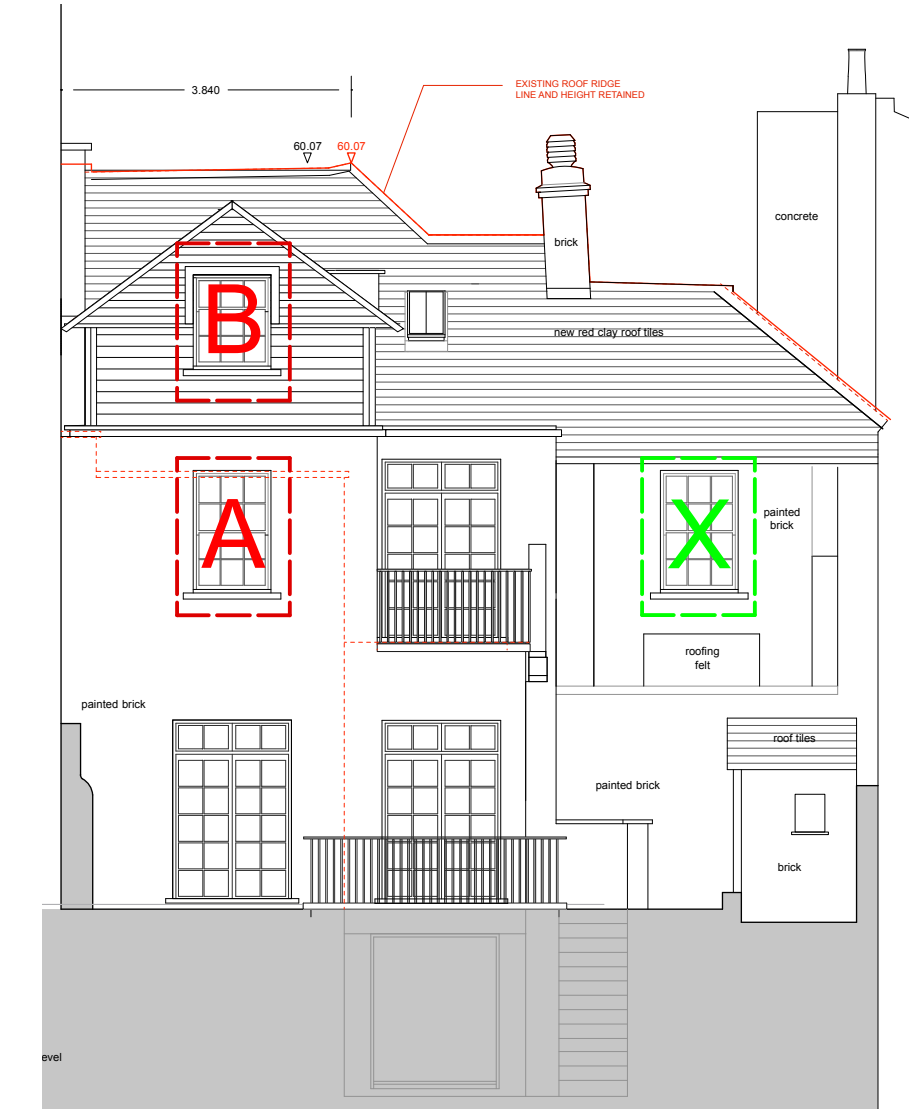 EXISTING ROOF RIDGE
LINE AND HEIGHT RETAINED
3.840
60.07
60.07
concrete
brick
B
new red clay roof tiles
A
X
painted
brick
roofing
felt
painted brick
roof tiles
painted brick
brick
evel